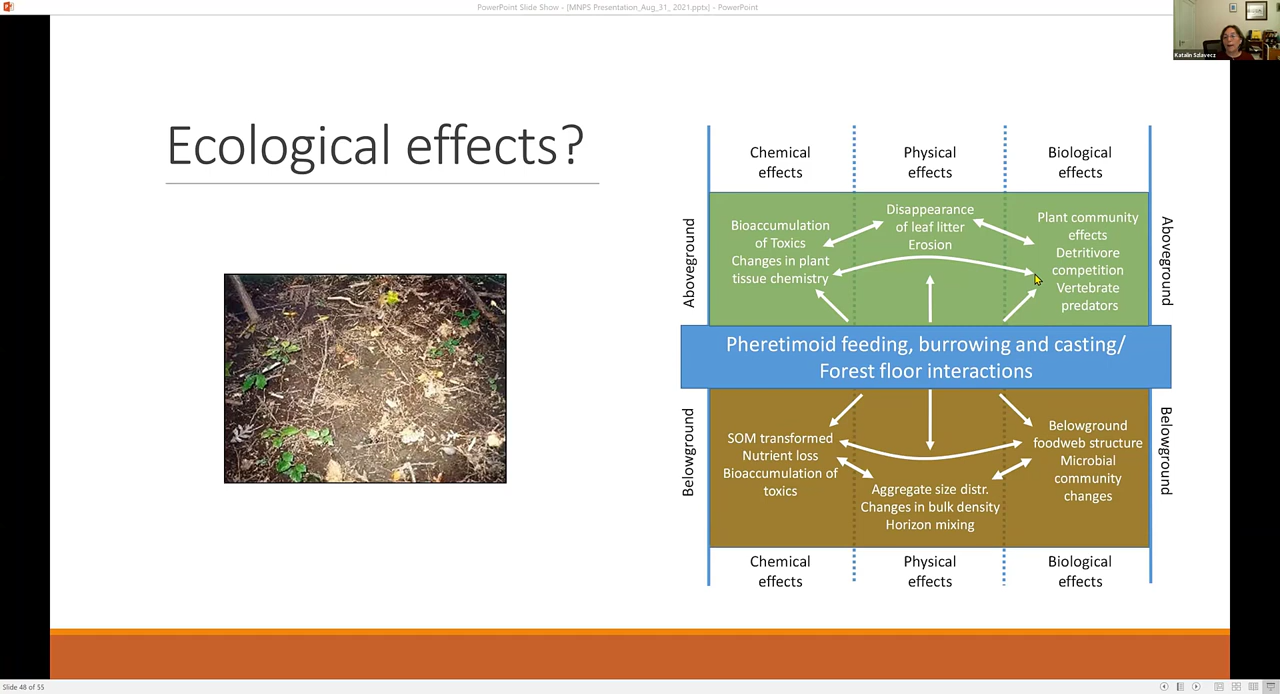 PowerPoint Slide Show - [MNPS Presentation_Aug_31, 2021.pptx] - PowerPoint
Katalin Szlavecz
Ecological effects?
Chemical
effects
Physical
effects
Biological
effects
Aboveground
Bioaccumulation
of Toxics
Changes in plant
tissue chemistry
Disappearance
of leaf litter
Erosion
Plant community
effects
Detritivore
competition
Vertebrate
predators
Aboveground
Pheretimoid feeding, burrowing and casting/
Forest floor interactions
Belowground
SOM transformed
Nutrient loss
Bioaccumulation of
toxics
Aggregate size distr.
Changes in bulk density
Horizon mixing
Belowground
foodweb structure
Microbial
community
changes
Belowground
Chemical
effects
Physical
effects
Biological
effects
Slide 48 of 55